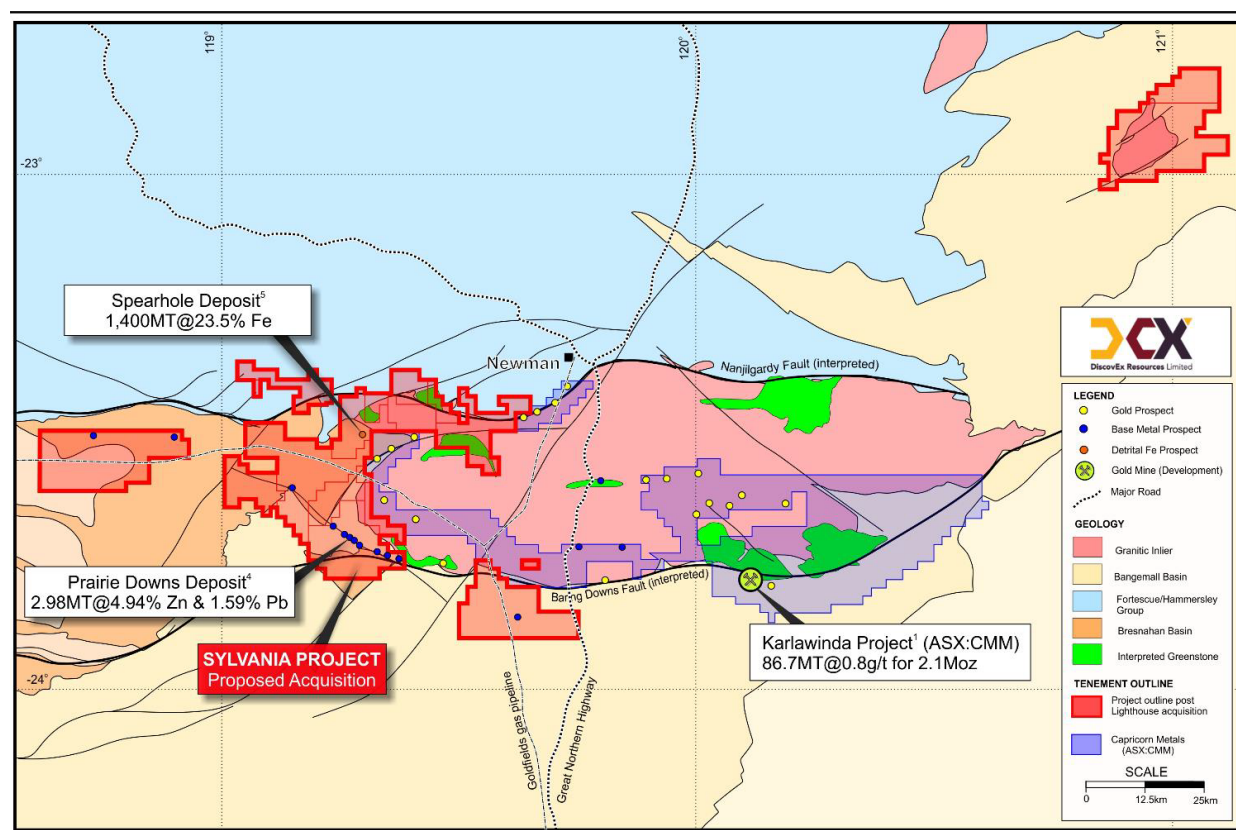 119°
120°
121°
-23°
Spearhole Deposit5
1,400MT@23.5% Fe
Newman
Nanjilgardy Fault (interpreted)
DCX
DiscovEx Resources Limited
LEGEND
Gold Prospect
Base Metal Prospect
Detrital Fe Prospect
Gold Mine (Development)
Major Road
GEOLOGY
Granitic Inlier
Bangemall Basin
Fortescue/Hammersley
Group
Bresnahan Basin
Interpreted Greenstone
TENEMENT OUTLINE
Project outline post
Lighthouse acquisition
Capricorn Metals
(ASX:CMM)
SCALE
0 12.5km 25km
Prairie Downs Deposit4
2.98MT@4.94% Zn & 1.59% Pb
Baring Downs Fault (interpreted)
Karlawinda Project1 (ASX:CMM)
86.7MT@0.8g/t for 2.1Moz
SYLVANIA PROJECT
Proposed Acquisition
-24°
Goldfields gas pipeline
Great Northern Highway